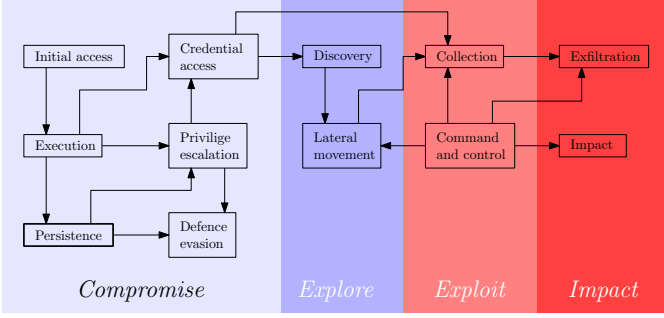 Initial access
Credential
access
Discovery
Collection
Exfiltration
Execution
Privilige
escalation
Lateral
movement
Command
and control
Impact
Persistence
Defence
evasion
Compromise
Explore
Exploit
Impact